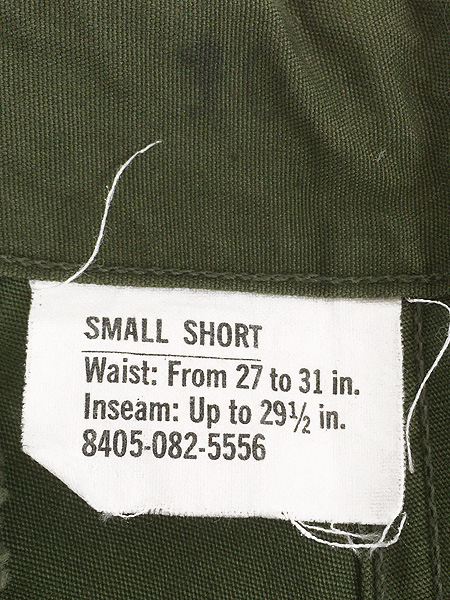 SMALL SHORT
Waist: From 27 to 31 in.
Inseam: Up to 29½ in.
8405-082-5556